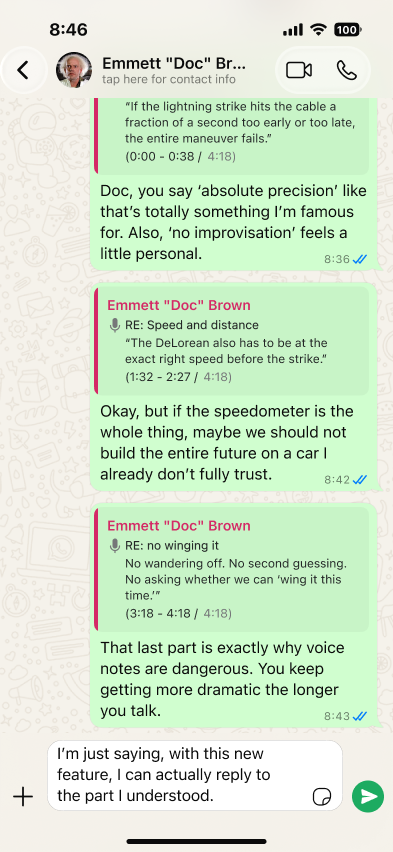 8:46
100
Emmett "Doc" Br...
tap here for contact info
“If the lightning strike hits the cable a
fraction of a second too early or too late,
the entire maneuver fails.”
(0:00 - 0:38 / 4:18)
Doc, you say ‘absolute precision’ like
that’s totally something I’m famous
for. Also, ‘no improvisation’ feels a
little personal.
8:36
Emmett "Doc" Brown
RE: Speed and distance
“The DeLorean also has to be at the
exact right speed before the strike.”
(1:32 - 2:27 / 4:18)
Okay, but if the speedometer is the
whole thing, maybe we should not
build the entire future on a car I
already don’t fully trust.
8:42
Emmett "Doc" Brown
RE: no winging it
No wandering off. No second guessing.
No asking whether we can ‘wing it this
time.’”
(3:18 - 4:18 / 4:18)
That last part is exactly why voice
notes are dangerous. You keep
getting more dramatic the longer
you talk.
8:43
I’m just saying, with this new
feature, I can actually reply to
the part I understood.